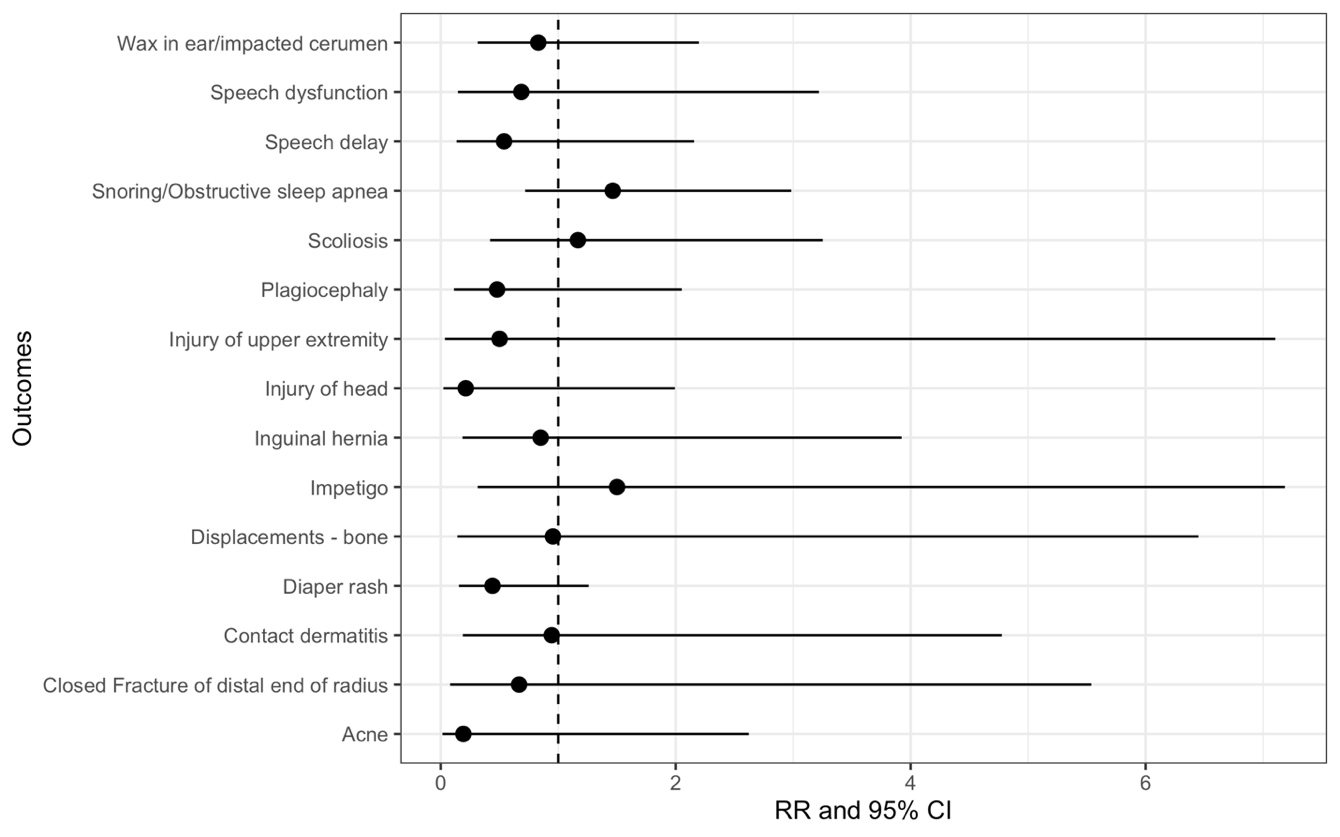 Outcomes
Wax in ear/impacted cerumen
Speech dysfunction
Speech delay
Snoring/Obstructive sleep apnea
Scoliosis
Plagiocephaly
Injury of upper extremity
Injury of head
Inguinal hernia
Impetigo
Displacements - bone
Diaper rash
Contact dermatitis
Closed Fracture of distal end of radius
Acne
0 2 4 6
RR and 95% CI